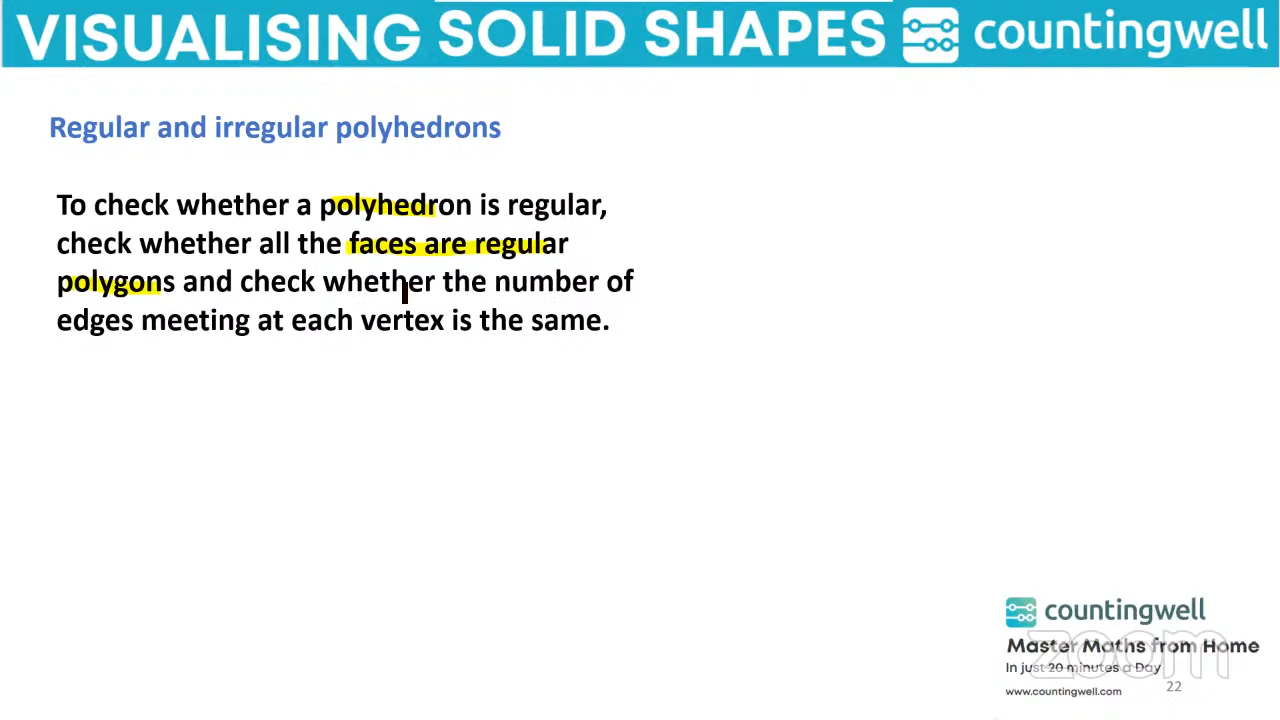 VISUALISING SOLID SHAPES countingwell
Regular and irregular polyhedrons
To check whether a polyhedron is regular,
check whether all the faces are regular
polygons and check whether the number of
edges meeting at each vertex is the same.
countingwell
Master Maths from Home
zoom
In just 20 minutes a Day
www.countingwell.com
22